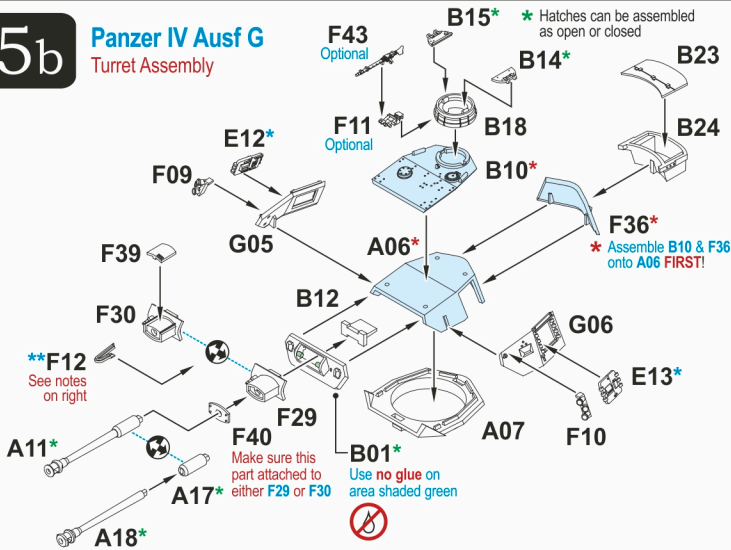 5b
Panzer IV Ausf G
Turret Assembly
F43
Optional
B15*
* Hatches can be assembled
as open or closed
B14*
B23
F11
Optional
B18
B24
E12*
F09
B10*
G05
A06*
F36*
* Assemble B10 & F36
onto A06 FIRST!
F39
F30
B12
G06
**F12
See notes
on right
F29
E13*
A07
F10
A11*
F40
Make sure this
part attached to
either F29 or F30
B01*
Use no glue on
area shaded green
A17*
A18*